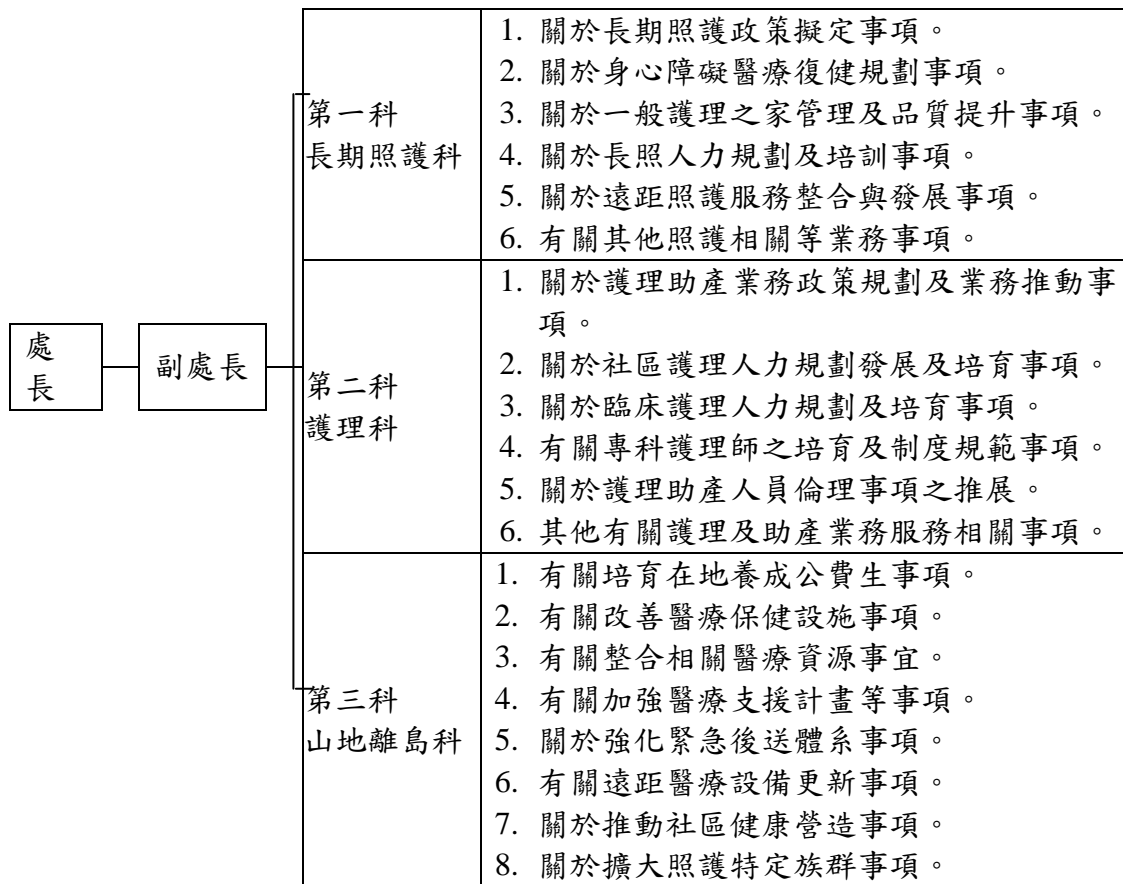 處
長
副處長
第一科
長期照護科
1. 關於長期照護政策擬定事項。
2. 關於身心障礙醫療復健規劃事項。
3. 關於一般護理之家管理及品質提升事項。
4. 關於長照人力規劃及培訓事項。
5. 關於遠距照護服務整合與發展事項。
6. 有關其他照護相關等業務事項。
第二科
護理科
1. 關於護理助產業務政策規劃及業務推動事
項。
2. 關於社區護理人力規劃發展及培育事項。
3. 關於臨床護理人力規劃及培育事項。
4. 有關專科護理師之培育及制度規範事項。
5. 關於護理助產人員倫理事項之推展。
6. 其他有關護理及助產業務服務相關事項。
第三科
山地離島科
1. 有關培育在地養成公費生事項。
2. 有關改善醫療保健設施事項。
3. 有關整合相關醫療資源事宜。
4. 有關加強醫療支援計畫等事項。
5. 關於強化緊急後送體系事項。
6. 有關遠距醫療設備更新事項。
7. 關於推動社區健康營造事項。
8. 關於擴大照護特定族群事項。